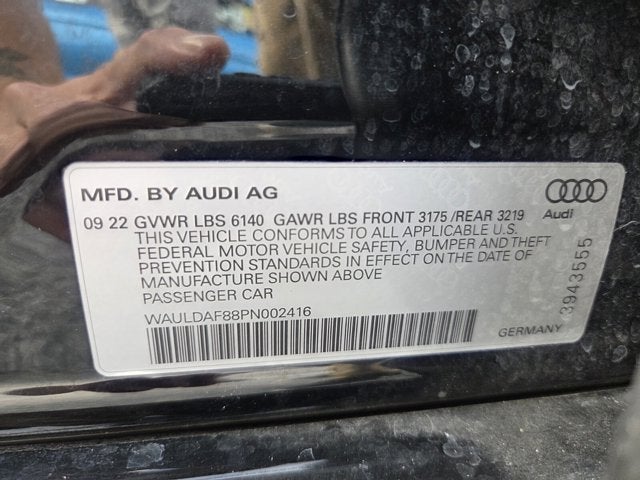 MFD. BY AUDI AG
Audi
09 22 GVWR LBS 6140 GAWR LBS FRONT 3175 /REAR 3219
THIS VEHICLE CONFORMS TO ALL APPLICABLE U.S.
FEDERAL MOTOR VEHICLE SAFETY, BUMPER AND THEFT
PREVENTION STANDARDS IN EFFECT ON THE DATE OF
MANUFACTURE SHOWN ABOVE
PASSENGER CAR
WAULDAF88PN002416
GERMANY
3943555